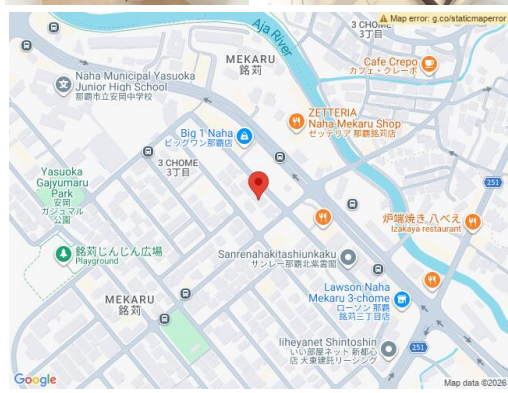 Map error: g.co/staticmaperror
3 CHOME
3丁目
Aja River
MEKARU
銘苅
Cafe Crepo
カフェ・クレーポ
Naha Municipal Yasuoka
Junior High School
那覇市立安岡中学校
ZETTERIA
Naha Mekaru Shop
ゼッテリア 那覇銘苅店
Big 1 Naha
ビッグワン那覇店
3 CHOME
3丁目
Yasuoka
Gajyumaru
Park
安岡
ガジュマル
公園
251
炉端焼き 八べえ
Izakaya restaurant
銘苅じんじん広場
Playground
Sanrenahakitashiunkaku
サンレー那覇北紫雲閣
Lawson Naha
Mekaru 3-chome
ローソン 那覇
銘苅三丁目店
MEKARU
銘苅
Iiheyanet Shintoshin
いい部屋ネット 新都心
店 大東建託リーシング
251
Google
Map data ©2026